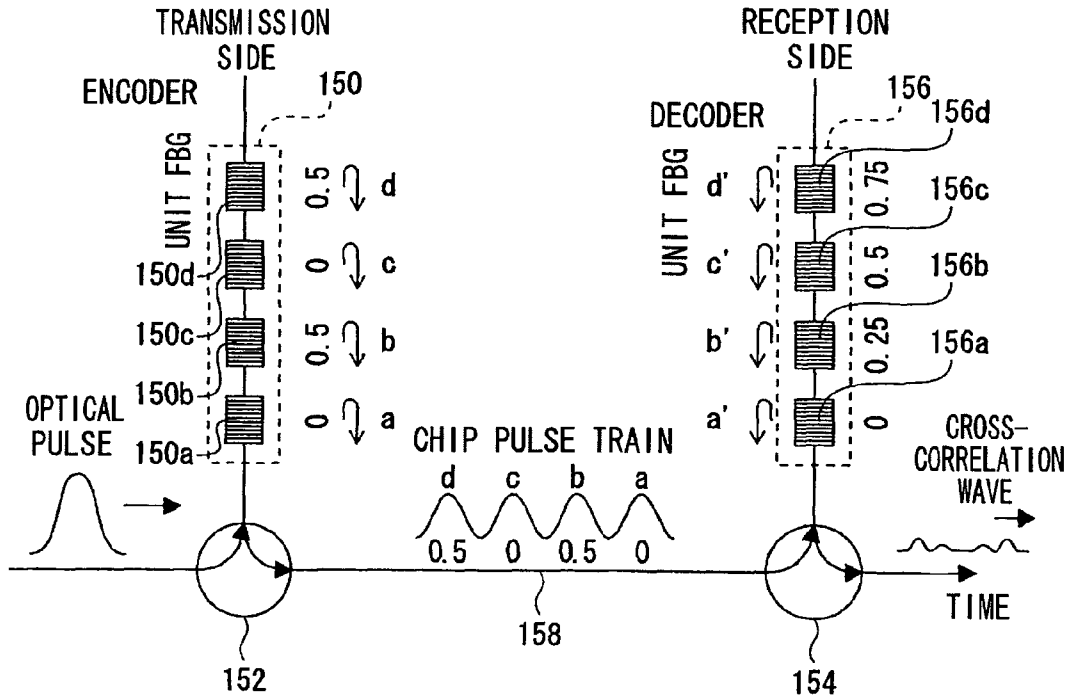 TRANSMISSION
SIDE
RECEPTION
SIDE
ENCODER
150
156
156d
DECODER
UNIT FBG
0.5
d
UNIT FBG
d'
0.75
156c
150d
0
c
c'
0.5
156b
150c
0.5
b
b'
0.25
156a
150b
OPTICAL
PULSE
150a
0
a
a'
0
CHIP PULSE TRAIN
d c b a
0.5 0 0.5 0
CROSS-
CORRELATION
WAVE
TIME
152
158
154